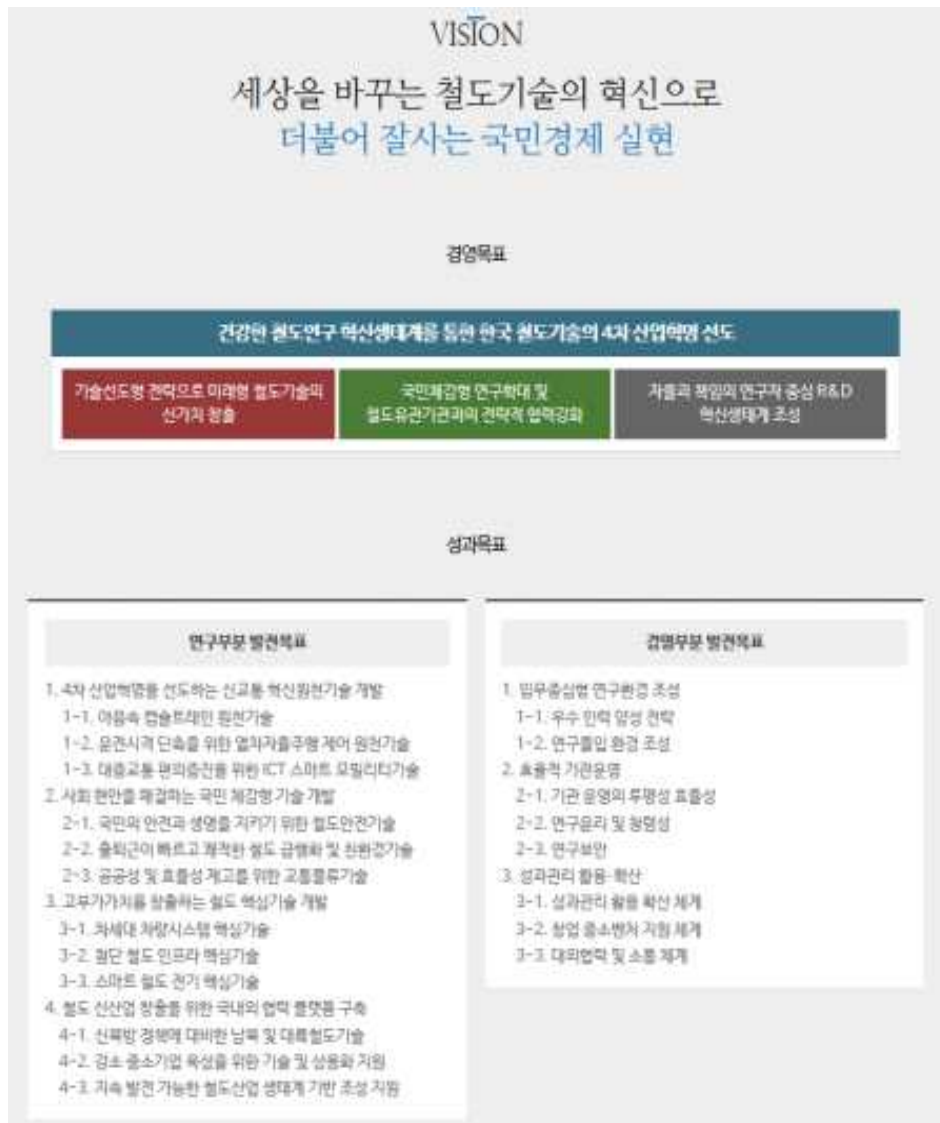 VISION
세상을 바꾸는 철도기술의 혁신으로
더불어 잘사는 국민경제 실현
경영목표
건강한 철도연구 혁신생태계를 통한 한국 철도기술의 4차 산업혁명 선도
기술선도형 전략으로 미래형 철도기술의
신가치 창출
국민체감형 연구확대 및
철도유관기관과의 전략적 협력강화
자율과 책임의 연구자 중심 R&D
혁신생태계 조성
성과목표
연구부분 발전목표
1. 4차 산업혁명을 선도하는 신교통 혁신원천기술 개발
1-1. 아음속 캡슐트레인 원천기술
1-2. 운전시격 단축을 위한 열차자율주행 제어 원천기술
1-3. 대중교통 편의증진을 위한 ICT 스마트 모빌리티기술
2. 사회 현안을 해결하는 국민 체감형 기술 개발
2-1. 국민의 안전과 생명을 지키기 위한 철도안전기술
2-2. 출퇴근이 빠르고 쾌적한 철도 급행화 및 친환경기술
2-3. 공공성 및 효율성 제고를 위한 교통물류기술
3. 고부가가치를 창출하는 철도 핵심기술 개발
3-1. 차세대 차량시스템 핵심기술
3-2. 첨단 철도 인프라 핵심기술
3-3. 스마트 철도 전기 핵심기술
4. 철도 신산업 창출을 위한 국내외 협력 플랫폼 구축
4-1. 신북방 정책에 대비한 남북 및 대륙철도기술
4-2. 강소 중소기업 육성을 위한 기술 및 상용화 지원
4-3. 지속 발전 가능한 철도산업 생태계 기반 조성 지원
경영부분 발전목표
1. 임무중심형 연구환경 조성
1-1. 우수 인력 양성 전략
1-2. 연구몰입 환경 조성
2. 효율적 기관운영
2-1. 기관 운영의 투명성 효율성
2-2. 연구윤리 및 청렴성
2-3. 연구보안
3. 성과관리 활용·확산
3-1. 성과관리 활용 확산 체계
3-2. 창업 중소벤처 지원 체계
3-3. 대외협력 및 소통 체계